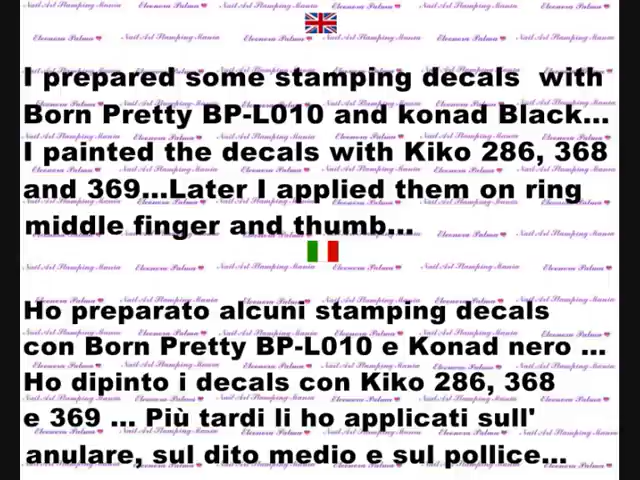 I prepared some stamping decals with
Born Pretty BP-L010 and konad Black...
I painted the decals with Kiko 286, 368
and 369...Later I applied them on ring
middle finger and thumb...
Ho preparato alcuni stamping decals
con Born Pretty BP-L010 e Konad nero ...
Ho dipinto i decals con Kiko 286, 368
e 369 ... Più tardi li ho applicati sull'
anulare, sul dito medio e sul pollice...